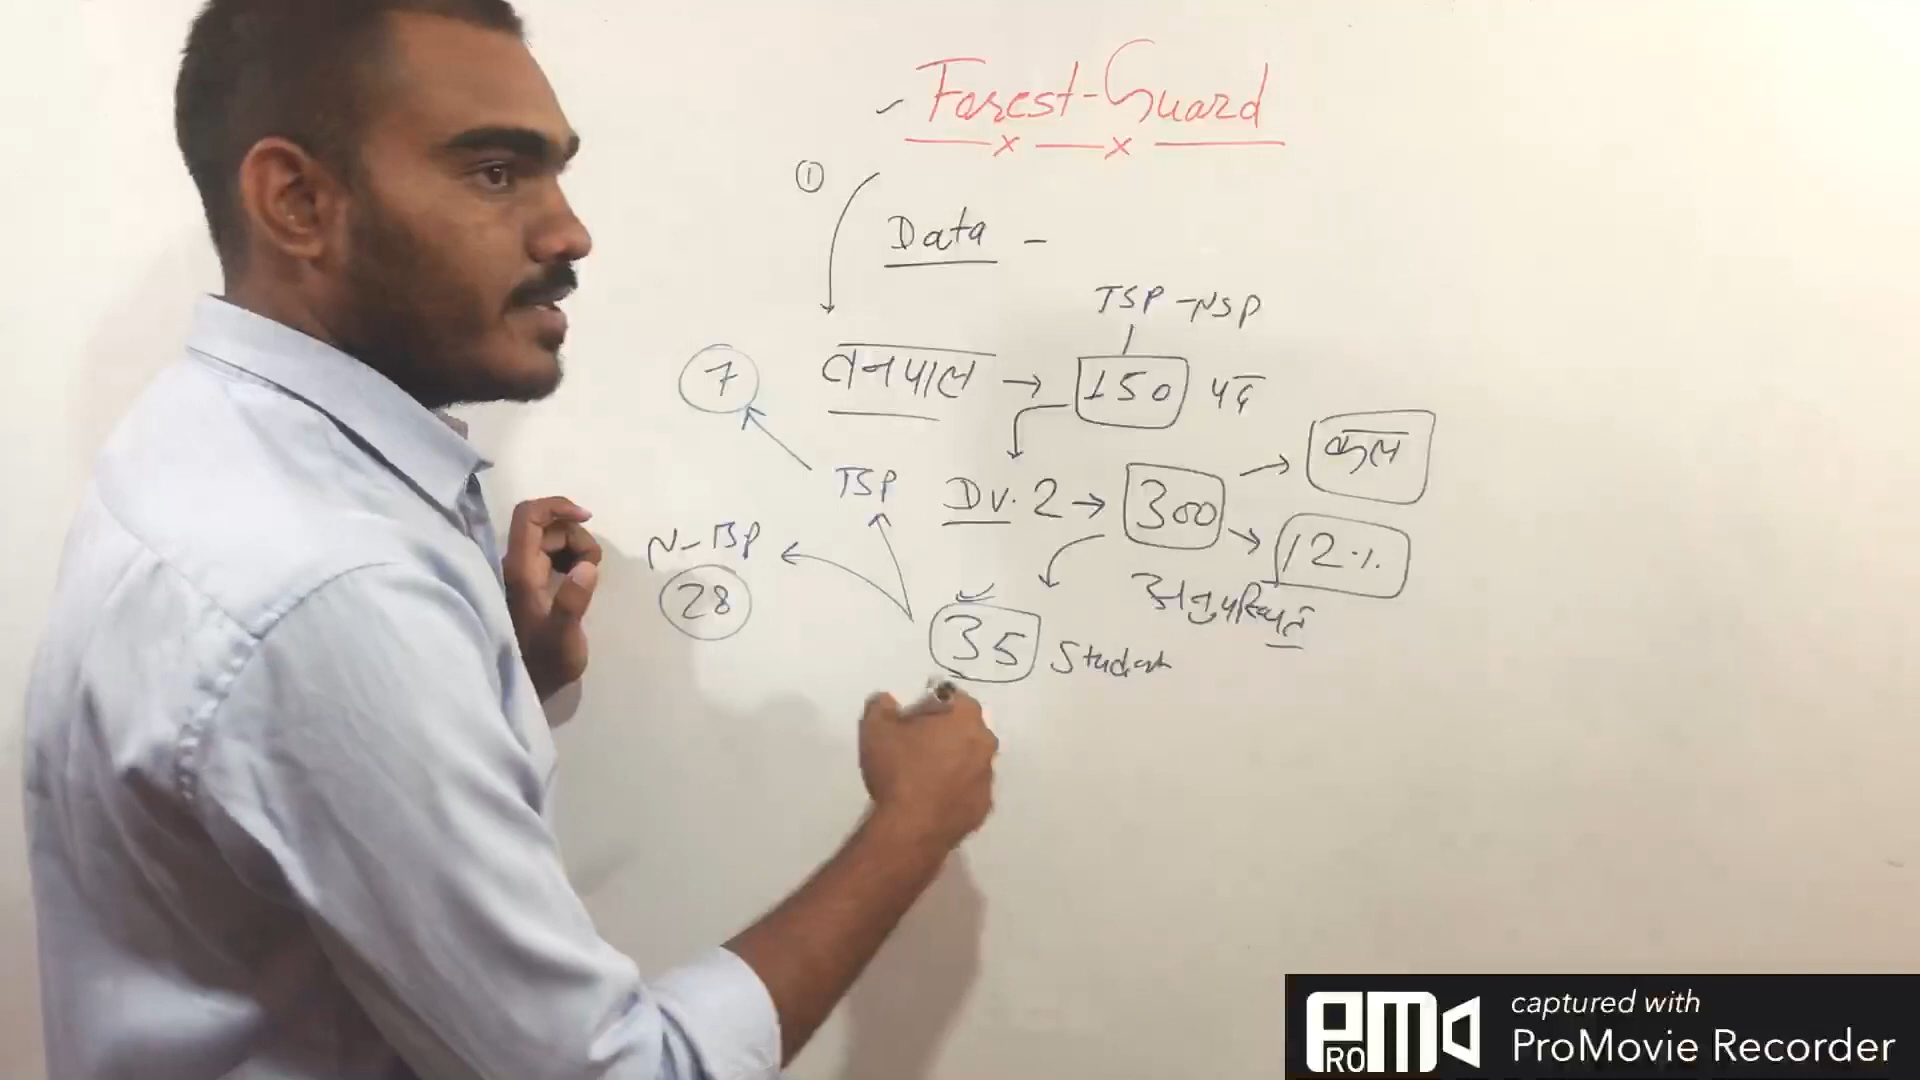 Forest-Guard
①
Data -
TSP - NSP
7
वनपाल → 150 पद
कुल
TSP
DV. 2 → 300
12%
N-TSP
अनुपस्थित
28
35 Student
PROM captured with
ProMovie Recorder